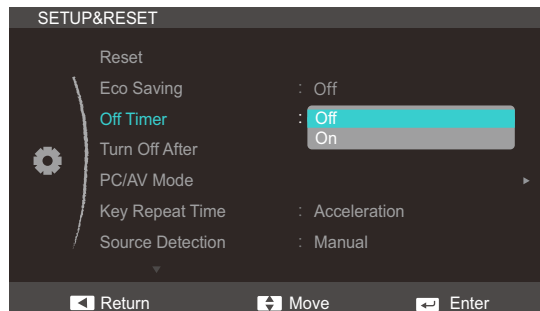 SETUP&RESET
Reset
Eco Saving : Off
Off Timer : Off
On
Turn Off After
PC/AV Mode
Key Repeat Time : Acceleration
Source Detection : Manual
Return Move Enter